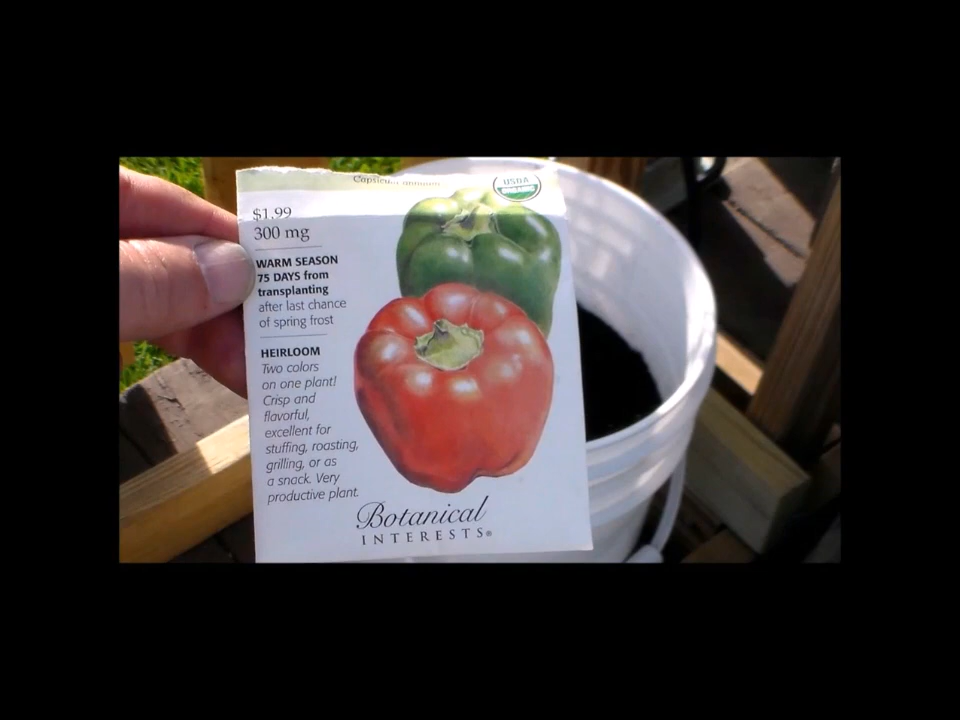 Capsicum annuum
USDA
ORGANIC
$1.99
300 mg
WARM SEASON
75 DAYS from
transplanting
after last chance
of spring frost
HEIRLOOM
Two colors
on one plant!
Crisp and
flavorful,
excellent for
stuffing, roasting,
grilling, or as
a snack. Very
productive plant.
Botanical
INTERESTS®